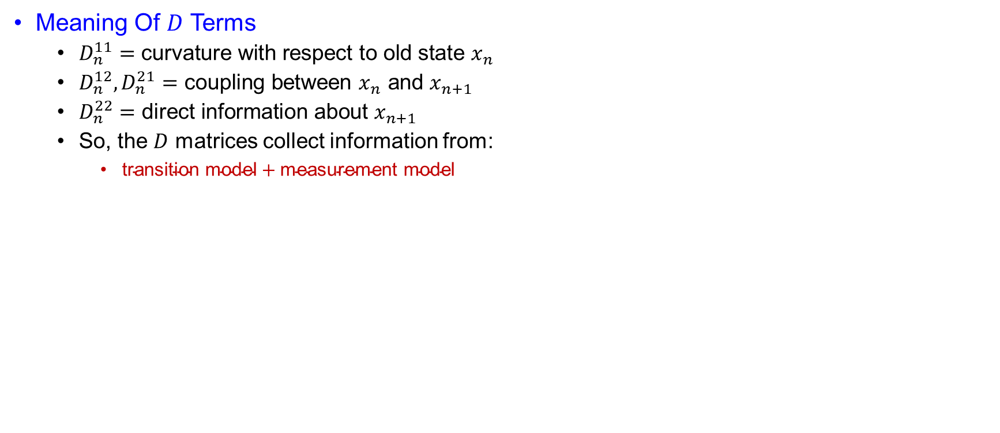 • Meaning Of D Terms
• D_n^{11} = curvature with respect to old state x_n
• D_n^{12}, D_n^{21} = coupling between x_n and x_{n+1}
• D_n^{22} = direct information about x_{n+1}
• So, the D matrices collect information from:
• transition model + measurement model